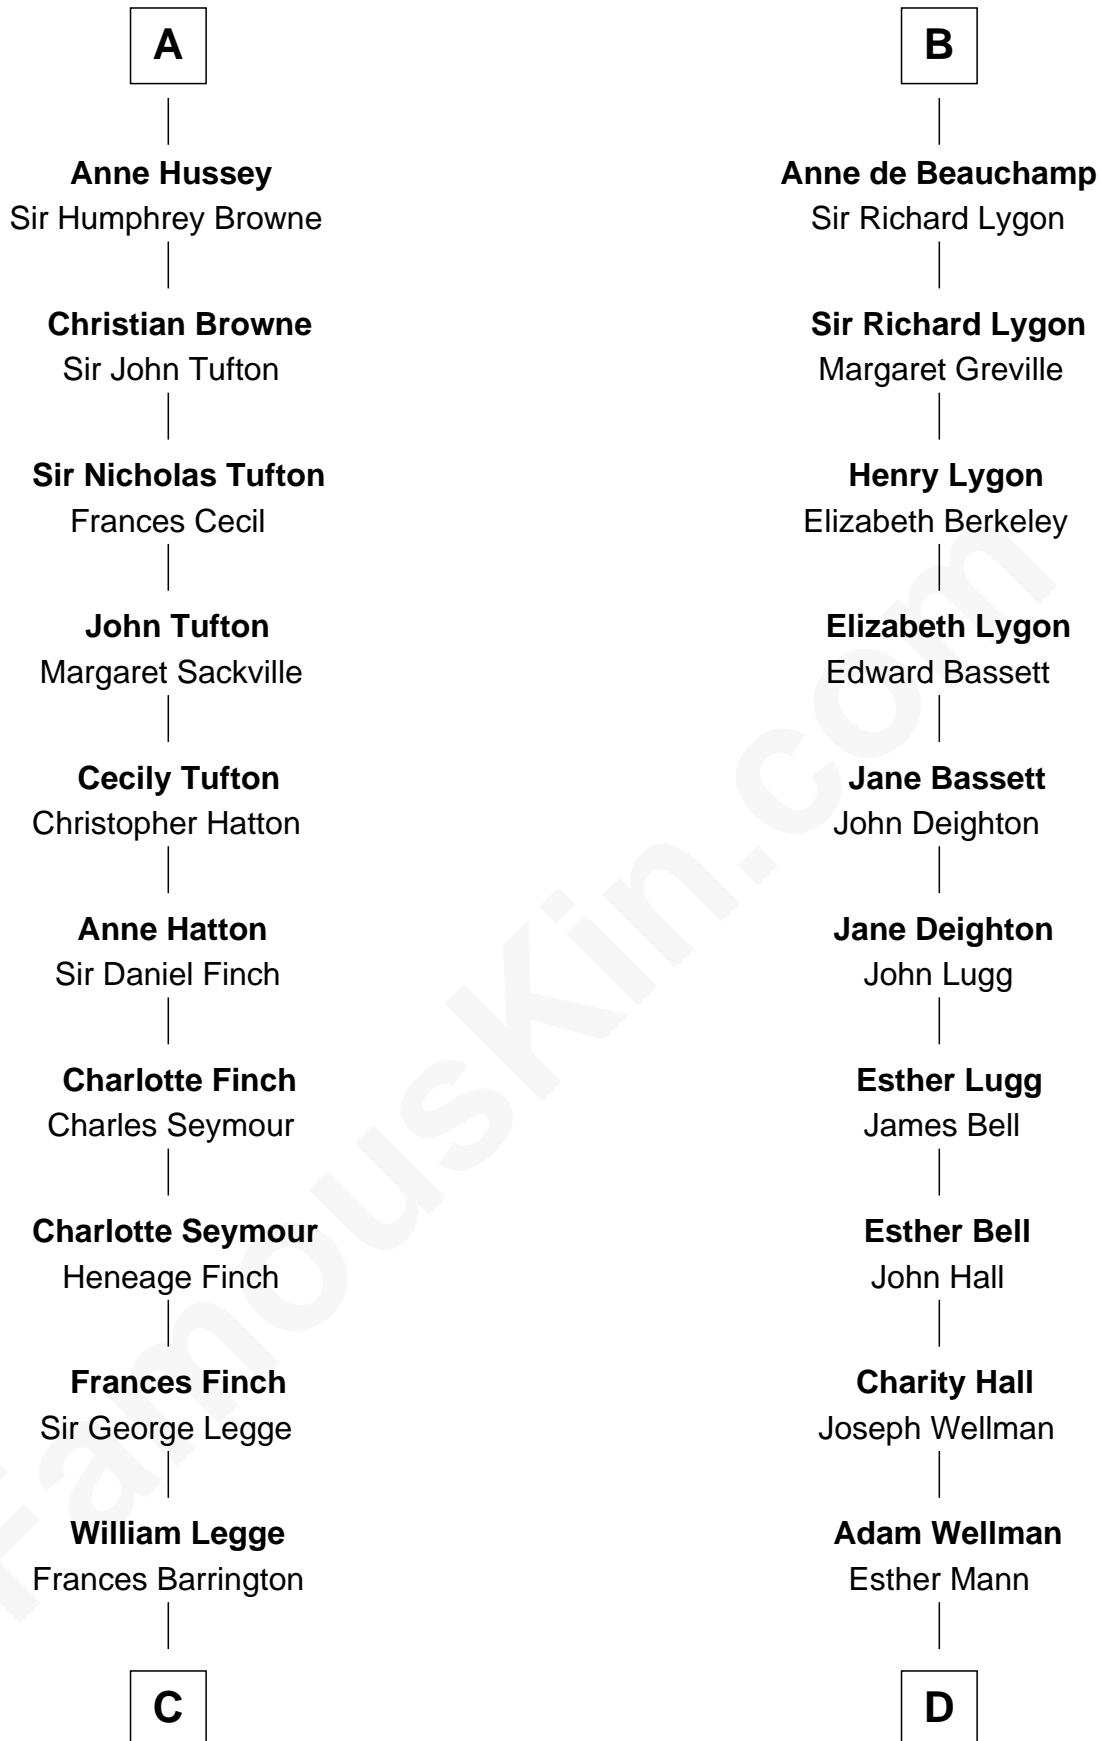 A
Anne Hussey
Sir Humphrey Browne
Christian Browne
Sir John Tufton
Sir Nicholas Tufton
Frances Cecil
John Tufton
Margaret Sackville
Cecily Tufton
Christopher Hatton
Anne Hatton
Sir Daniel Finch
Charlotte Finch
Charles Seymour
Charlotte Seymour
Heneage Finch
Frances Finch
Sir George Legge
William Legge
Frances Barrington
C
B
Anne de Beauchamp
Sir Richard Lygon
Sir Richard Lygon
Margaret Greville
Henry Lygon
Elizabeth Berkeley
Elizabeth Lygon
Edward Bassett
Jane Bassett
John Deighton
Jane Deighton
John Lugg
Esther Lugg
James Bell
Esther Bell
John Hall
Charity Hall
Joseph Wellman
Adam Wellman
Esther Mann
D
FamousKin.com